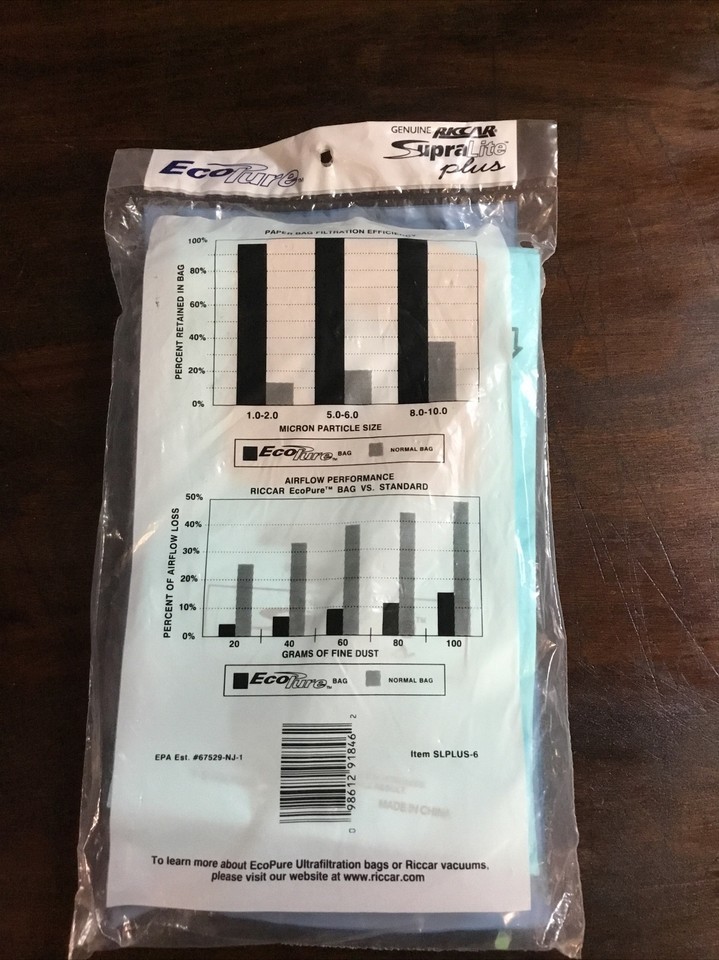 EcoPure™
GENUINE RICCAR
SupraLite™
plus
PAPER BAG FILTRATION EFFICIENCY
PERCENT RETAINED IN BAG
100%
80%
60%
40%
20%
0%
1.0-2.0 5.0-6.0 8.0-10.0
MICRON PARTICLE SIZE
EcoPure™ BAG NORMAL BAG
AIRFLOW PERFORMANCE
RICCAR EcoPure™ BAG VS. STANDARD
PERCENT OF AIRFLOW LOSS
50%
40%
30%
20%
10%
0%
20 40 60 80 100
GRAMS OF FINE DUST
EcoPure™ BAG NORMAL BAG
EPA Est. #67529-NJ-1
Item SLPLUS-6
0 98612 91846 2
MADE IN CHINA
To learn more about EcoPure Ultrafiltration bags or Riccar vacuums,
please visit our website at www.riccar.com